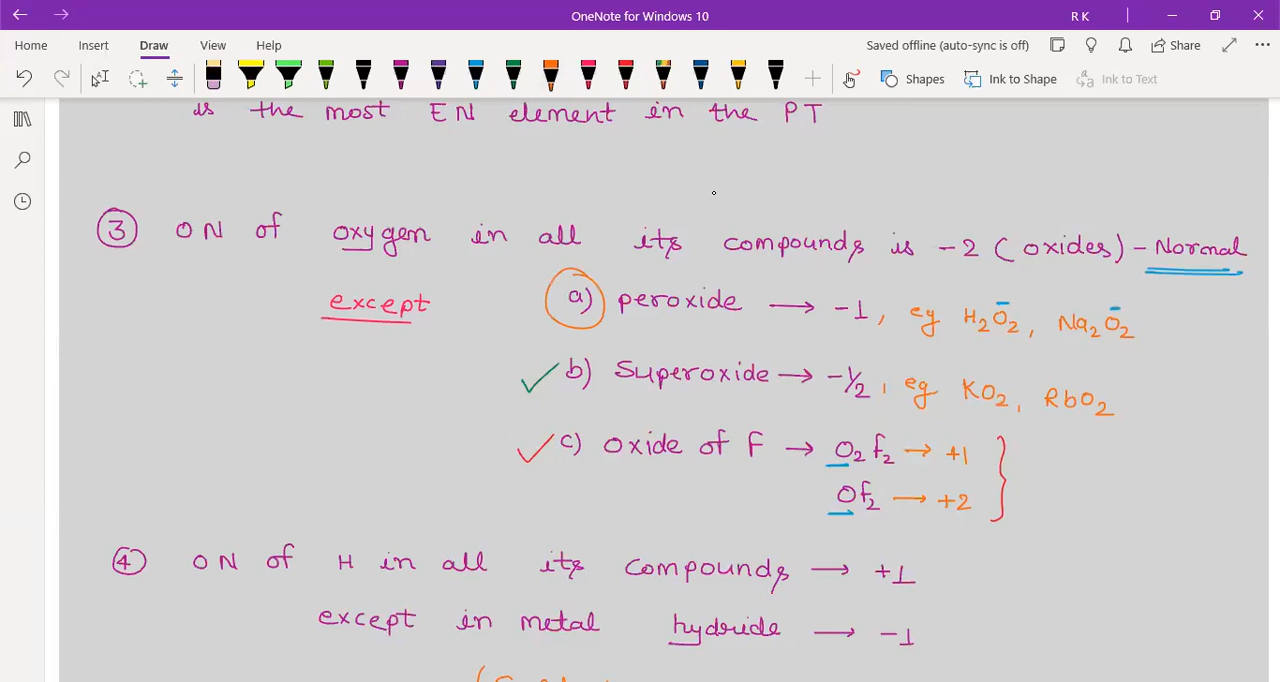 OneNote for Windows 10
R K
Home Insert Draw View Help
Saved offline (auto-sync is off)
Share
Shapes
Ink to Shape
Ink to Text
is the most EN element in the PT
③ ON of oxygen in all its compounds is -2 (oxides) - Normal
except a) peroxide → -1, eg H2O2, Na2O2
b) Superoxide → -1/2, eg KO2, RbO2
c) oxide of F → O2f2 → +1
Of2 → +2
④ ON of H in all its compounds → +1
except in metal hydride → -1